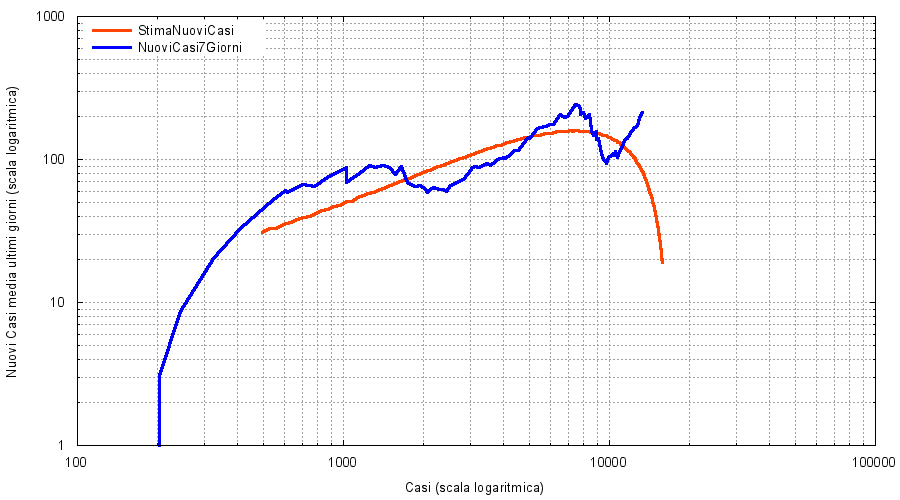 1000
StimaNuoviCasi
NuoviCasi7Giorni
100
10
1
Nuovi Casi media ultimi giorni (scala logaritmica)
100
1000
10000
100000
Casi (scala logaritmica)